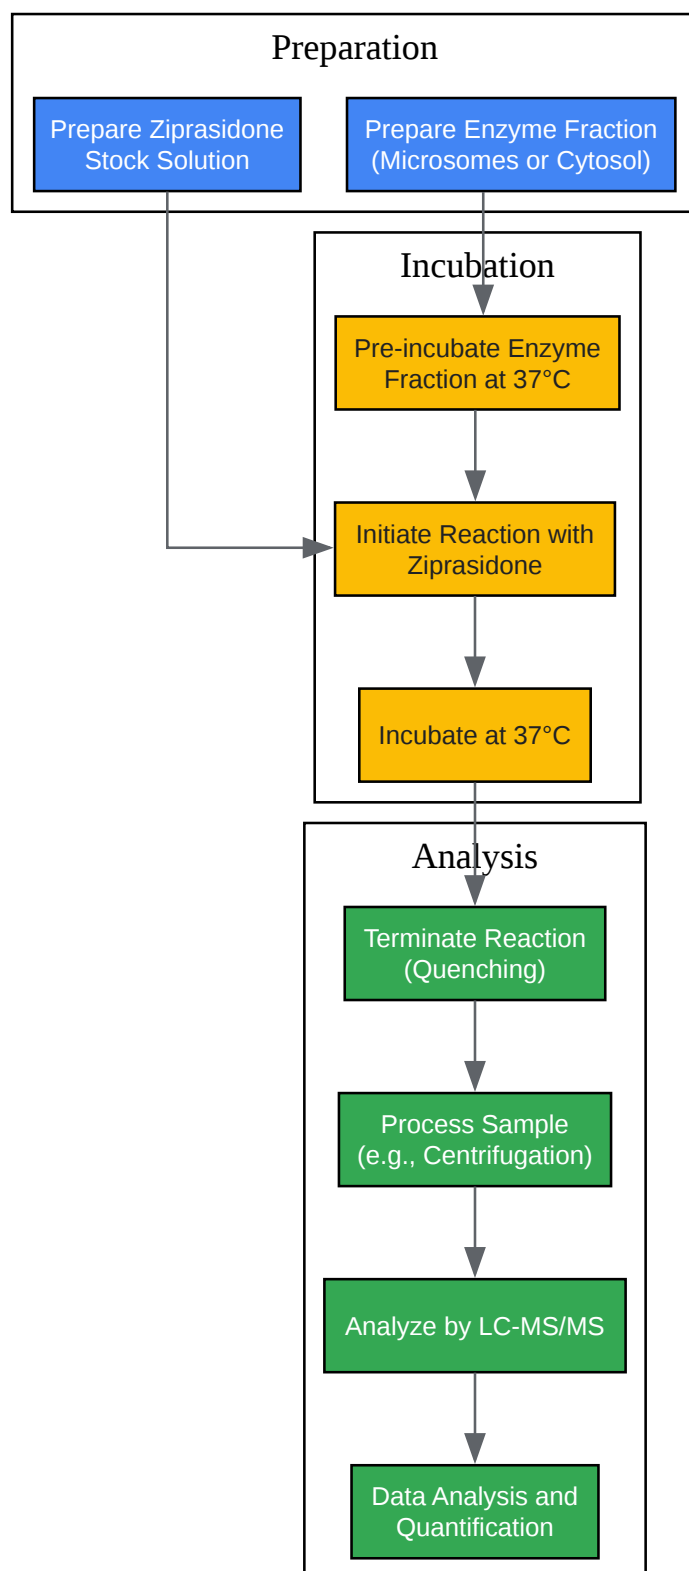 Preparation
Prepare Ziprasidone
Stock Solution
Prepare Enzyme Fraction
(Microsomes or Cytosol)
Incubation
Pre-incubate Enzyme
Fraction at 37°C
Initiate Reaction with
Ziprasidone
Incubate at 37°C
Analysis
Terminate Reaction
(Quenching)
Process Sample
(e.g., Centrifugation)
Analyze by LC-MS/MS
Data Analysis and
Quantification